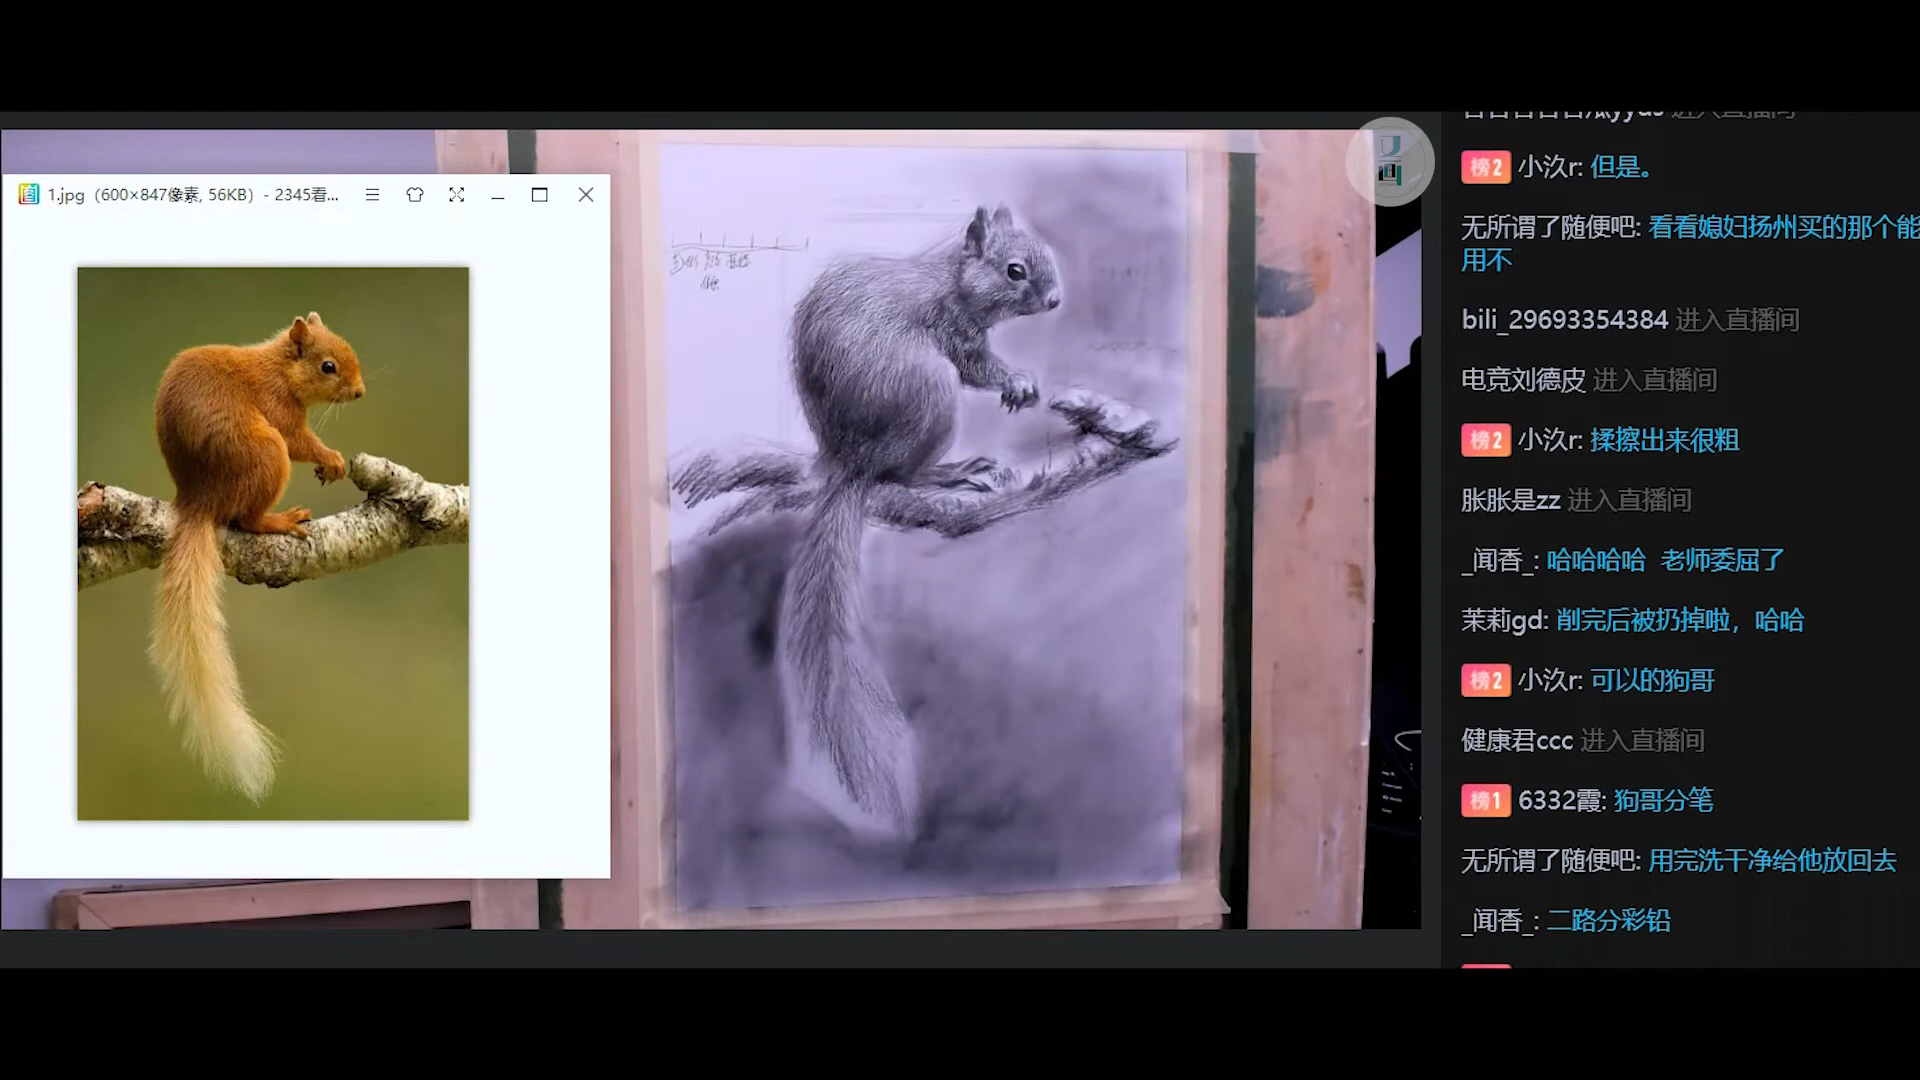 1.jpg（600×847像素, 56KB）- 2345看...
进入直播间
榜2 小汣r: 但是。
无所谓了随便吧: 看看媳妇扬州买的那个能
用不
bili_29693354384 进入直播间
电竞刘德皮 进入直播间
榜2 小汣r: 揉擦出来很粗
胀胀是zz 进入直播间
_闻香_: 哈哈哈哈 老师委屈了
茉莉gd: 削完后被扔掉啦，哈哈
榜2 小汣r: 可以的狗哥
健康君ccc 进入直播间
榜1 6332霞: 狗哥分笔
无所谓了随便吧: 用完洗干净给他放回去
_闻香_: 二路分彩铅